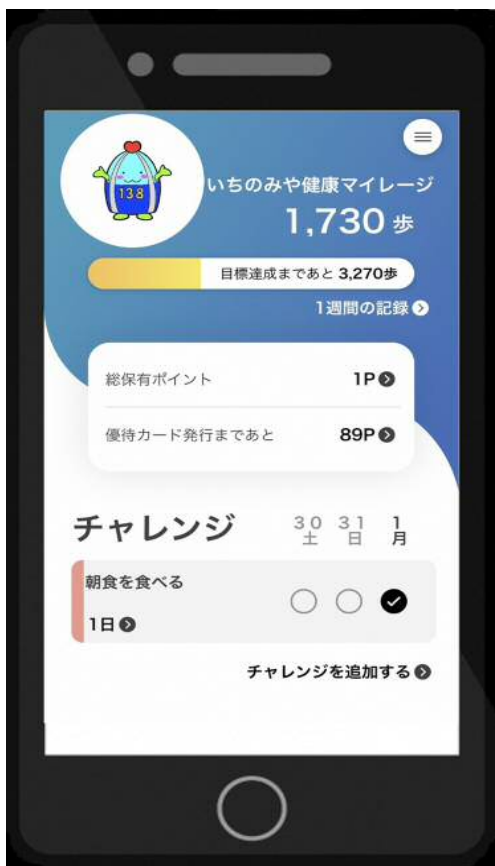 138
いちのみや健康マイレージ
1,730 歩
目標達成まであと 3,270歩
1週間の記録
総保有ポイント 1P
優待カード発行まであと 89P
チャレンジ 30 31 1
土 日 月
朝食を食べる
1日
チャレンジを追加する